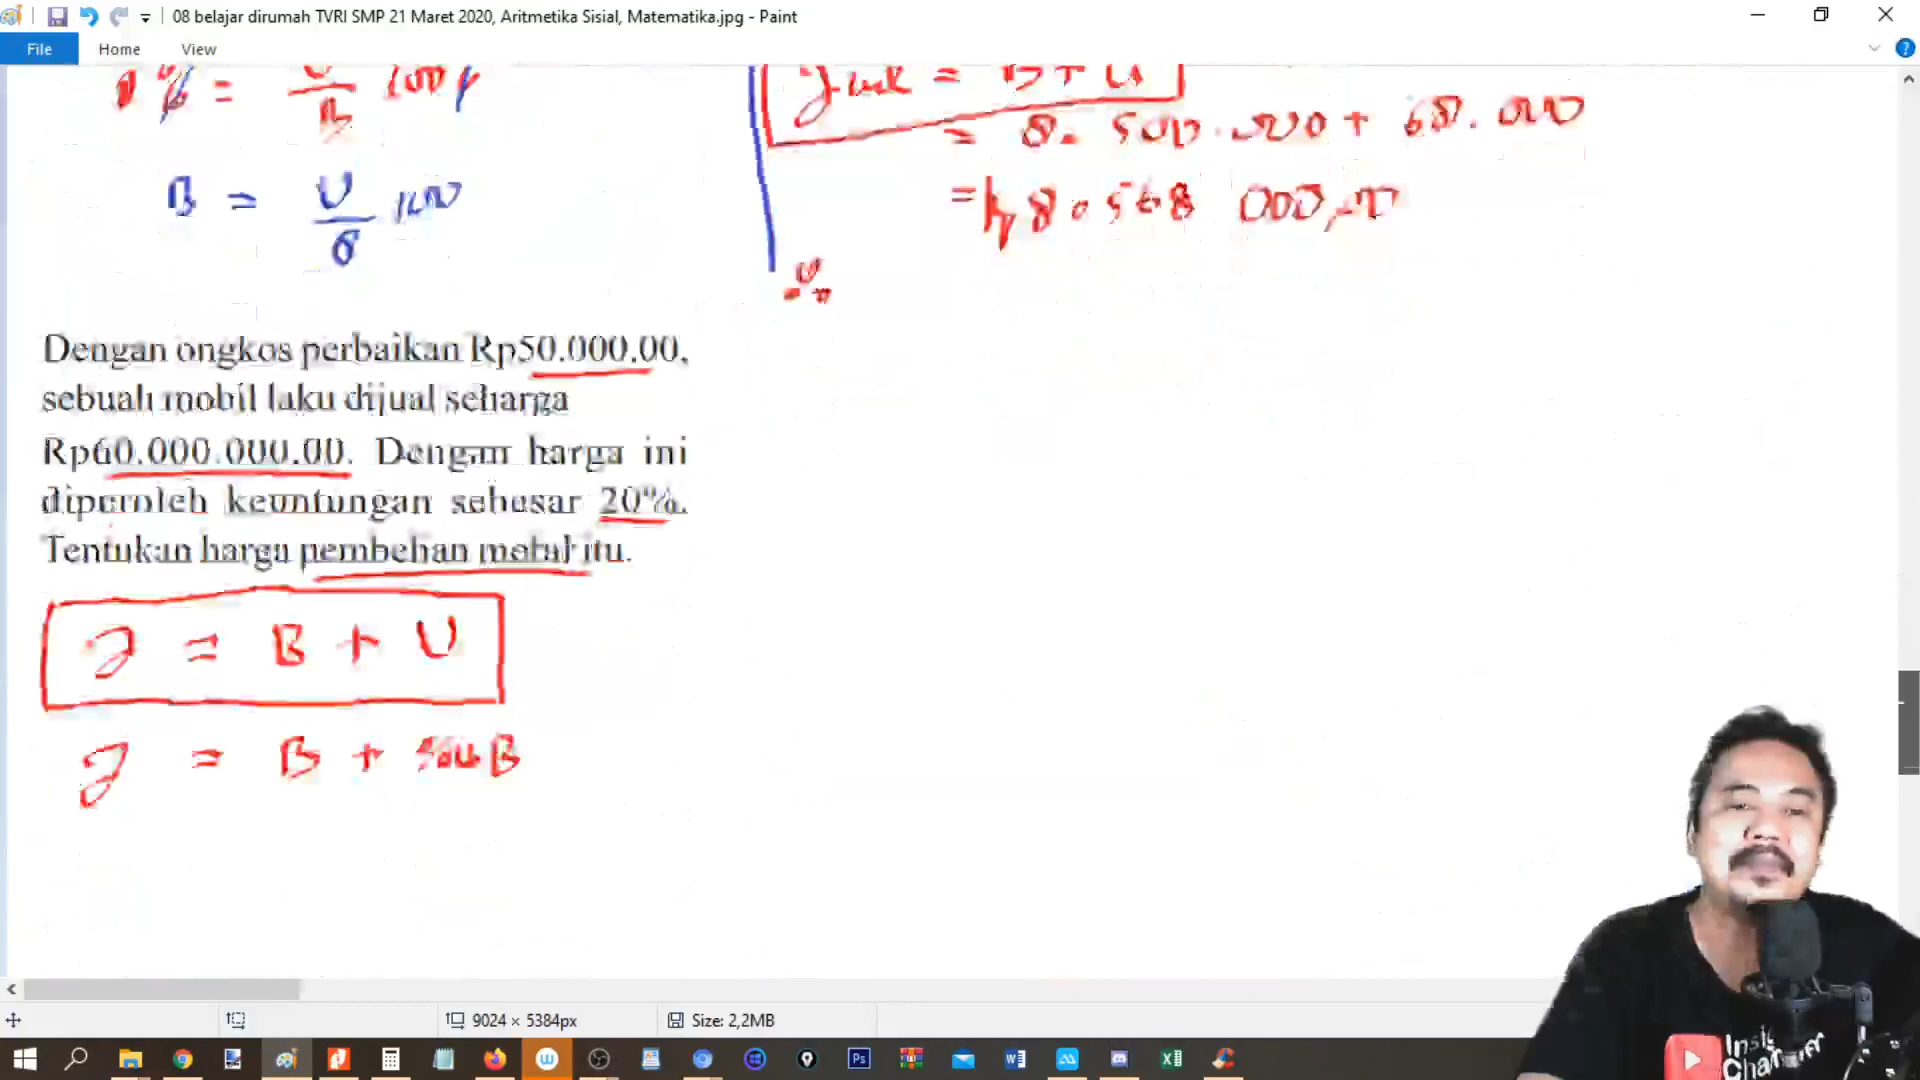 08 belajar dirumah TVRI SMP 21 Maret 2020, Aritmetika Sisial, Matematika.jpg - Paint
File Home View
= U/B 100
B = U/6 100
J = B + U
= 8. 500.000 + 68.000
= Rp 8.568 000,00
Dengan ongkos perbaikan Rp50.000.00,
sebuah mobil laku dijual seharga
Rp60.000.000.00. Dengan harga ini
diperoleh keuntungan sebesar 20%.
Tentukan harga pembelian mobil itu.
J = B + U
J = B + B
9024 × 5384px Size: 2,2MB